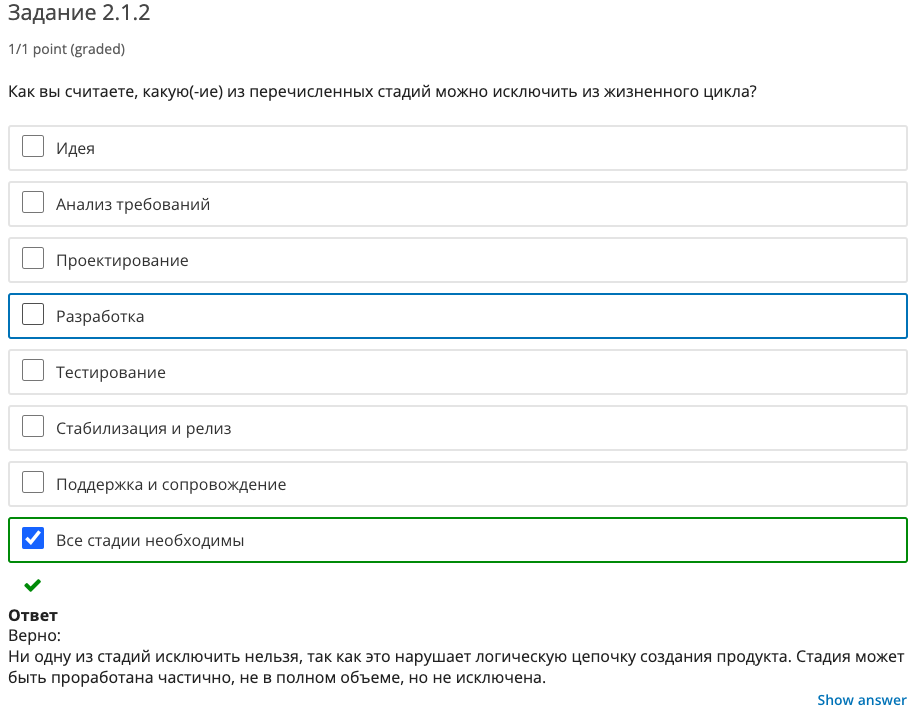 Задание 2.1.2
1/1 point (graded)
Как вы считаете, какую(-ие) из перечисленных стадий можно исключить из жизненного цикла?
Идея
Анализ требований
Проектирование
Разработка
Тестирование
Стабилизация и релиз
Поддержка и сопровождение
Все стадии необходимы
Ответ
Верно:
Ни одну из стадий исключить нельзя, так как это нарушает логическую цепочку создания продукта. Стадия может
быть проработана частично, не в полном объеме, но не исключена.
Show answer